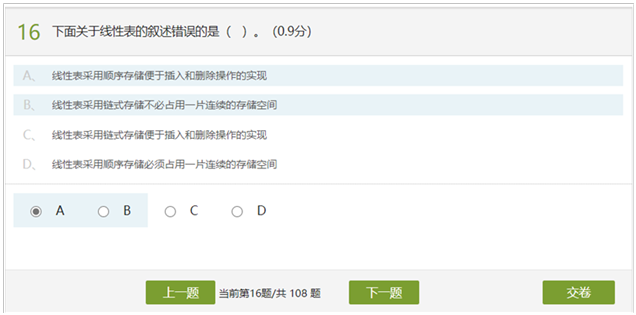 16 下面关于线性表的叙述错误的是（ ）。（0.9分）
A、 线性表采用顺序存储便于插入和删除操作的实现
B、 线性表采用链式存储不必占用一片连续的存储空间
C、 线性表采用链式存储便于插入和删除操作的实现
D、 线性表采用顺序存储必须占用一片连续的存储空间
A B C D
上一题 当前第16题/共 108 题 下一题 交卷